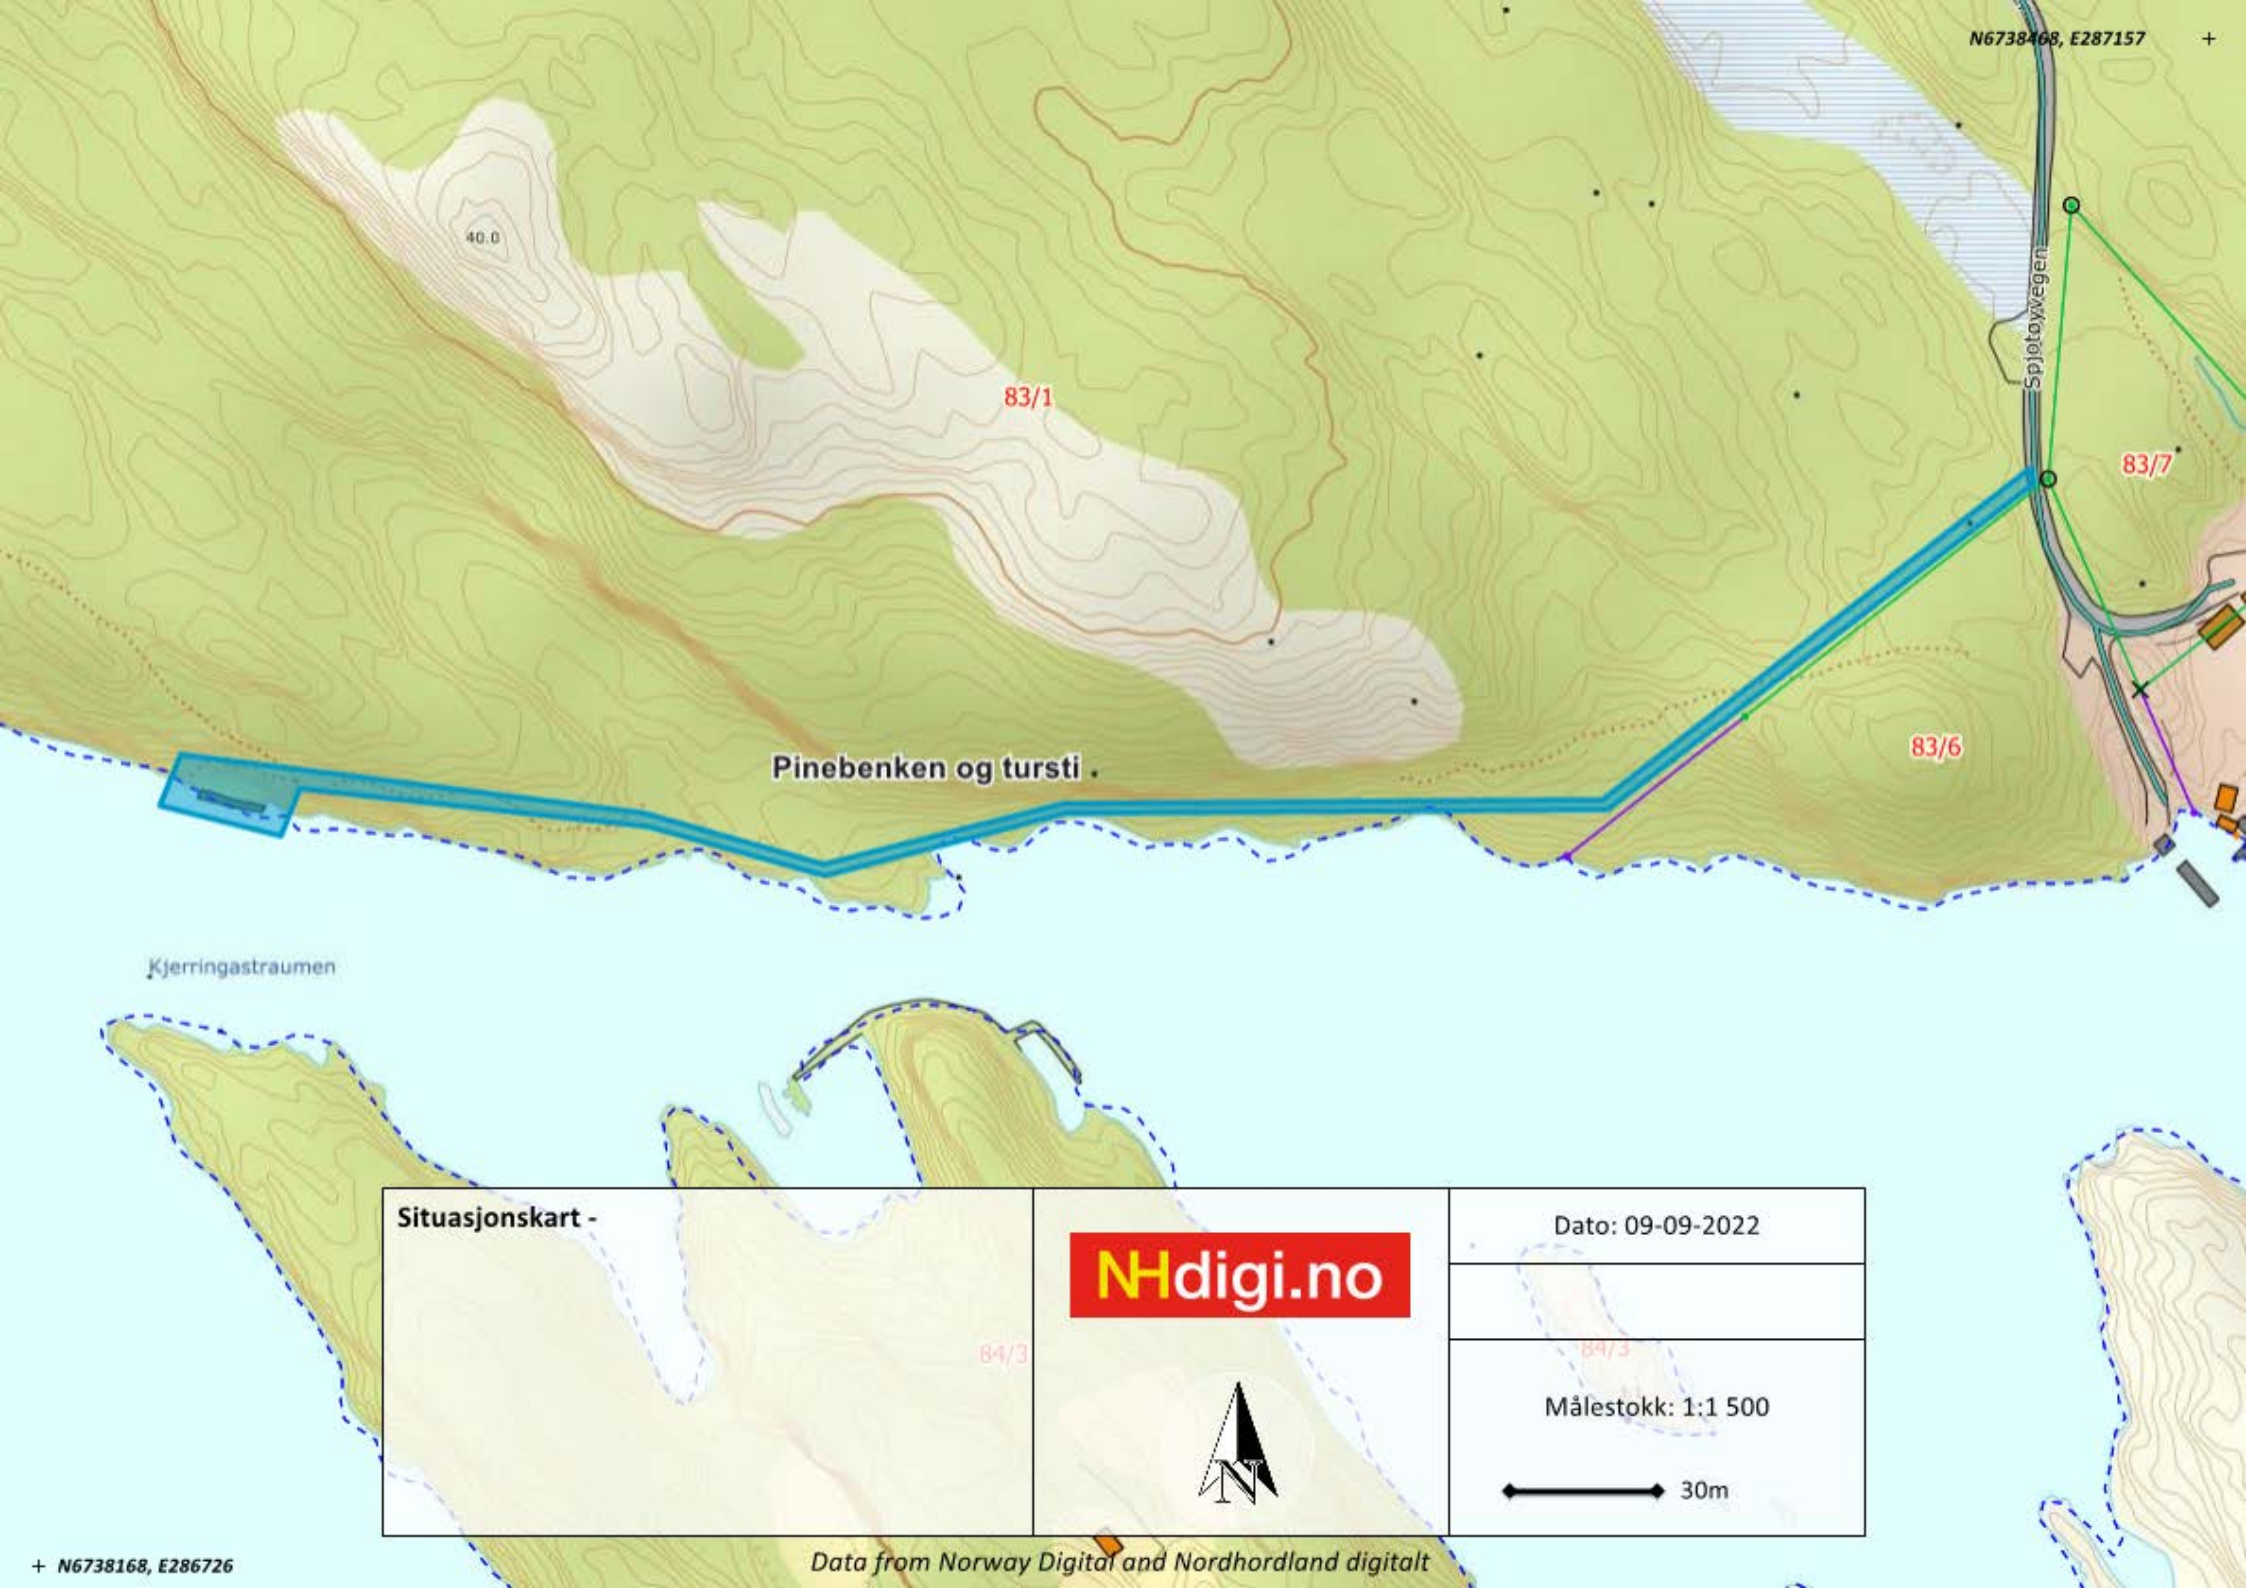 N6738468, E287157
40.0
Spjotøyvegen
83/1
83/7
83/6
Pinebenken og tursti
Kjerringastraumen
Situasjonskart -
NHdigi.no
Dato: 09-09-2022
84/3
84/3
Målestokk: 1:1 500
N
30m
N6738168, E286726
Data from Norway Digital and Nordhordland digitalt